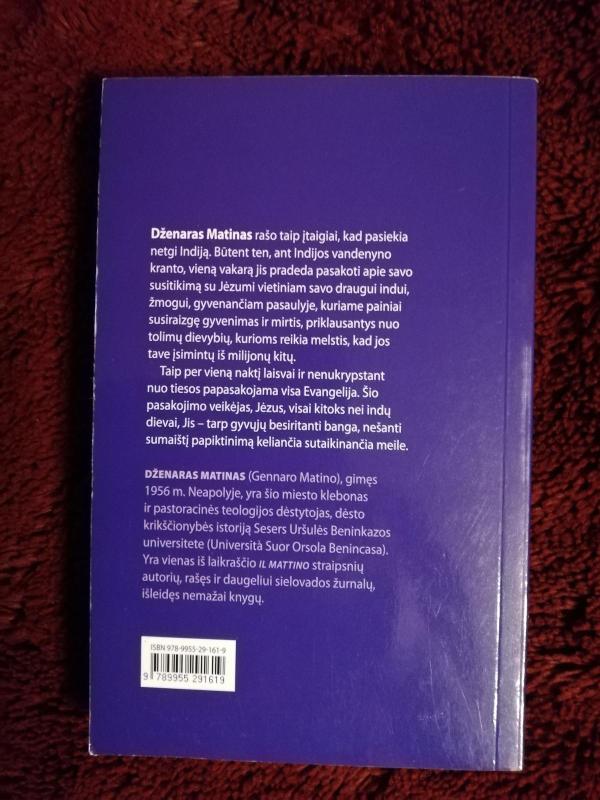 Dženaras Matinas rašo taip įtaigiai, kad pasiekia
netgi Indiją. Būtent ten, ant Indijos vandenyno
kranto, vieną vakarą jis pradeda pasakoti apie savo
susitikimą su Jėzumi vietiniam savo draugui indui,
žmogui, gyvenančiam pasaulyje, kuriame painiai
susiraizgę gyvenimas ir mirtis, priklausantys nuo
tolimų dievybių, kurioms reikia melstis, kad jos
tave įsimintų iš milijonų kitų.
Taip per vieną naktį laisvai ir nenukrypstant
nuo tiesos papasakojama visa Evangelija. Šio
pasakojimo veikėjas, Jėzus, visai kitoks nei indų
dievai, Jis – tarp gyvųjų besiritanti banga, nešanti
sumaištį papiktinimą keliančia sutaikinančia meile.
DŽENARAS MATINAS (Gennaro Matino), gimęs
1956 m. Neapolyje, yra šio miesto klebonas
ir pastoracinės teologijos dėstytojas, dėsto
krikščionybės istoriją Sesers Uršulės Beninkazos
universitete (Università Suor Orsola Benincasa).
Yra vienas iš laikraščio IL MATTINO straipsnių
autorių, rašęs ir daugeliui sielovados žurnalų,
išleidęs nemažai knygų.
ISBN 978-9955-29-161-9
9 789955 291619